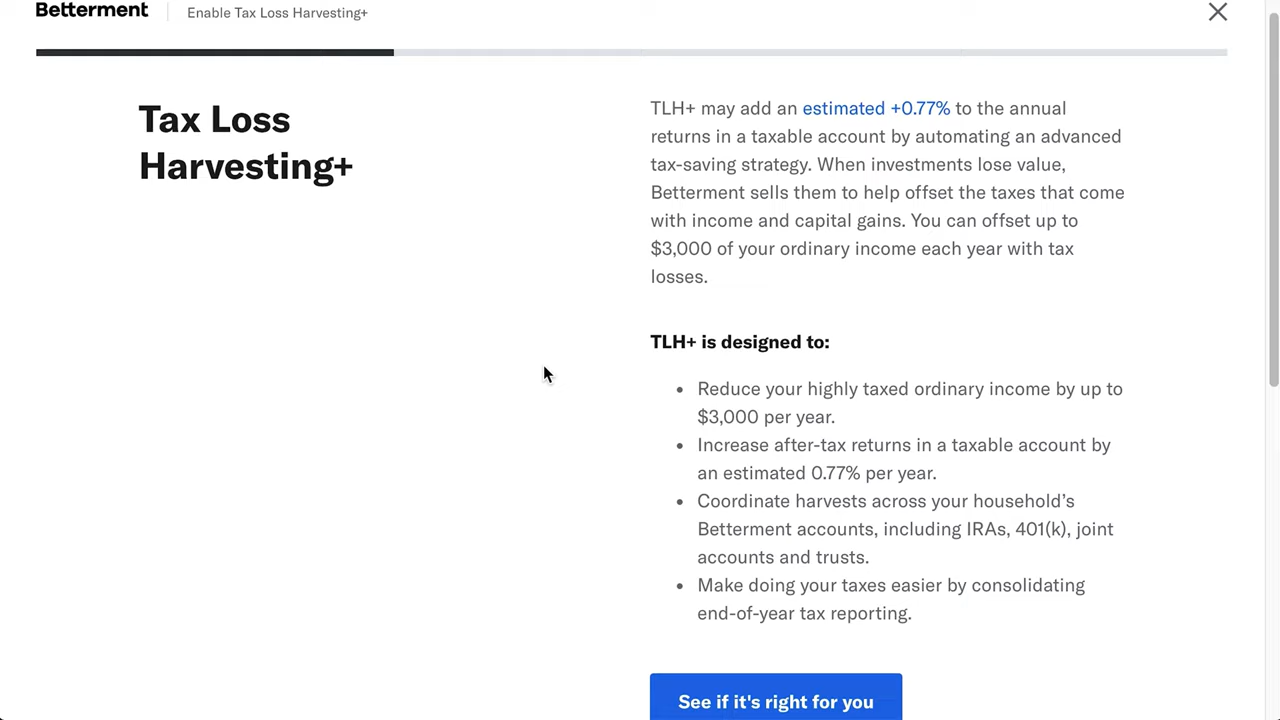 Betterment
Enable Tax Loss Harvesting+
Tax Loss
Harvesting+
TLH+ may add an estimated +0.77% to the annual
returns in a taxable account by automating an advanced
tax-saving strategy. When investments lose value,
Betterment sells them to help offset the taxes that come
with income and capital gains. You can offset up to
$3,000 of your ordinary income each year with tax
losses.
TLH+ is designed to:
• Reduce your highly taxed ordinary income by up to
$3,000 per year.
• Increase after-tax returns in a taxable account by
an estimated 0.77% per year.
• Coordinate harvests across your household’s
Betterment accounts, including IRAs, 401(k), joint
accounts and trusts.
• Make doing your taxes easier by consolidating
end-of-year tax reporting.
See if it's right for you